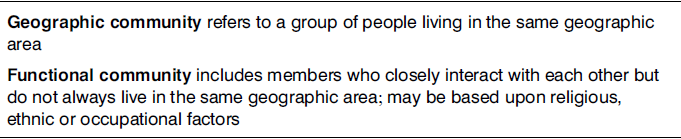 Geographic community refers to a group of people living in the same geographic
area
Functional community includes members who closely interact with each other but
do not always live in the same geographic area; may be based upon religious,
ethnic or occupational factors